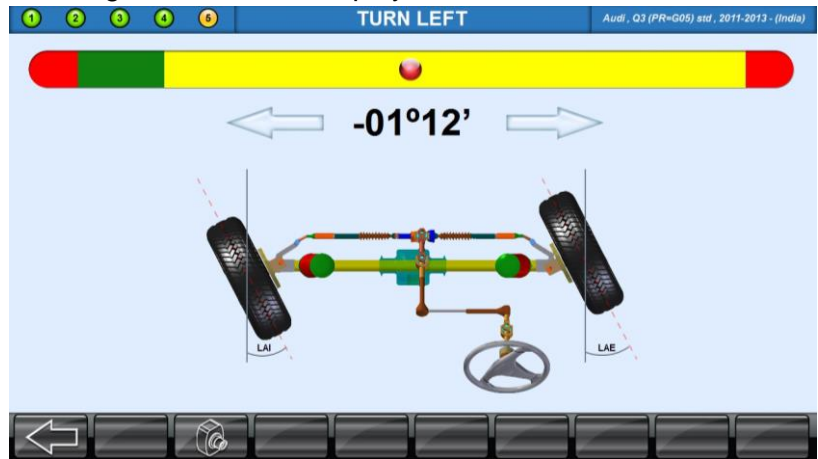 1 2 3 4 5 TURN LEFT Audi , Q3 (PR=G05) std , 2011-2013 - (India)
-01º12’
LAI LAE